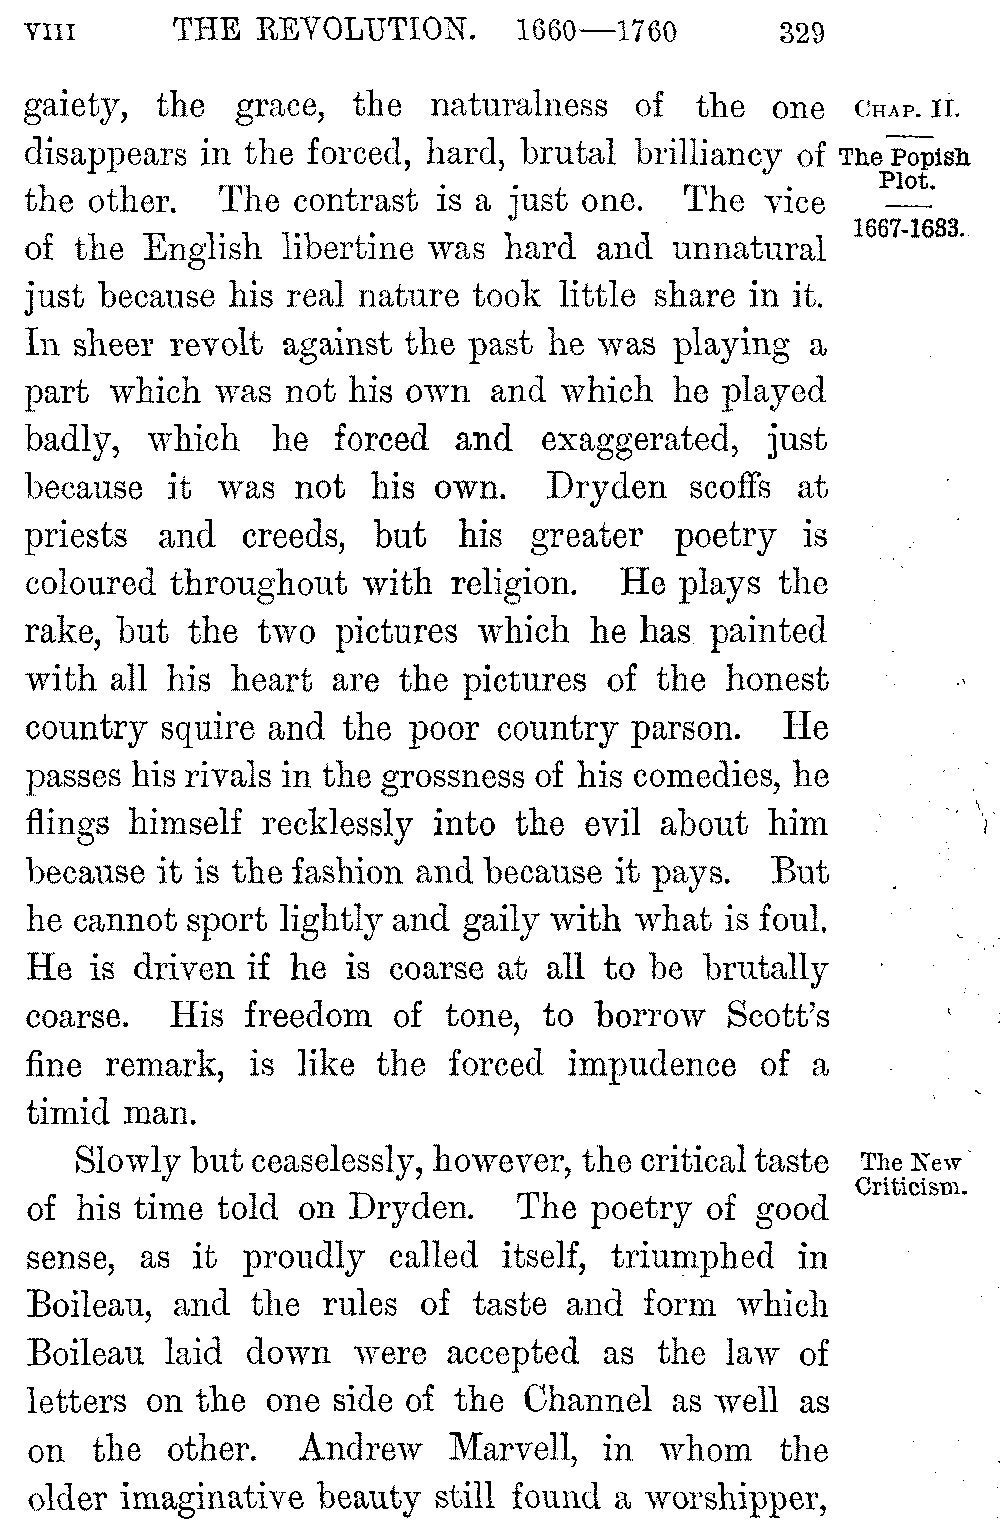 VIII THE REVOLUTION. 1660—1760 329
gaiety, the grace, the naturalness of the one
disappears in the forced, hard, brutal brilliancy of
the other. The contrast is a just one. The vice
of the English libertine was hard and unnatural
just because his real nature took little share in it.
In sheer revolt against the past he was playing a
part which was not his own and which he played
badly, which he forced and exaggerated, just
because it was not his own. Dryden scoffs at
priests and creeds, but his greater poetry is
coloured throughout with religion. He plays the
rake, but the two pictures which he has painted
with all his heart are the pictures of the honest
country squire and the poor country parson. He
passes his rivals in the grossness of his comedies, he
flings himself recklessly into the evil about him
because it is the fashion and because it pays. But
he cannot sport lightly and gaily with what is foul.
He is driven if he is coarse at all to be brutally
coarse. His freedom of tone, to borrow Scott's
fine remark, is like the forced impudence of a
timid man.
Slowly but ceaselessly, however, the critical taste
of his time told on Dryden. The poetry of good
sense, as it proudly called itself, triumphed in
Boileau, and the rules of taste and form which
Boileau laid down were accepted as the law of
letters on the one side of the Channel as well as
on the other. Andrew Marvell, in whom the
older imaginative beauty still found a worshipper,
CHAP. II.
The Popish
Plot.
1667-1683.
The New
Criticism.